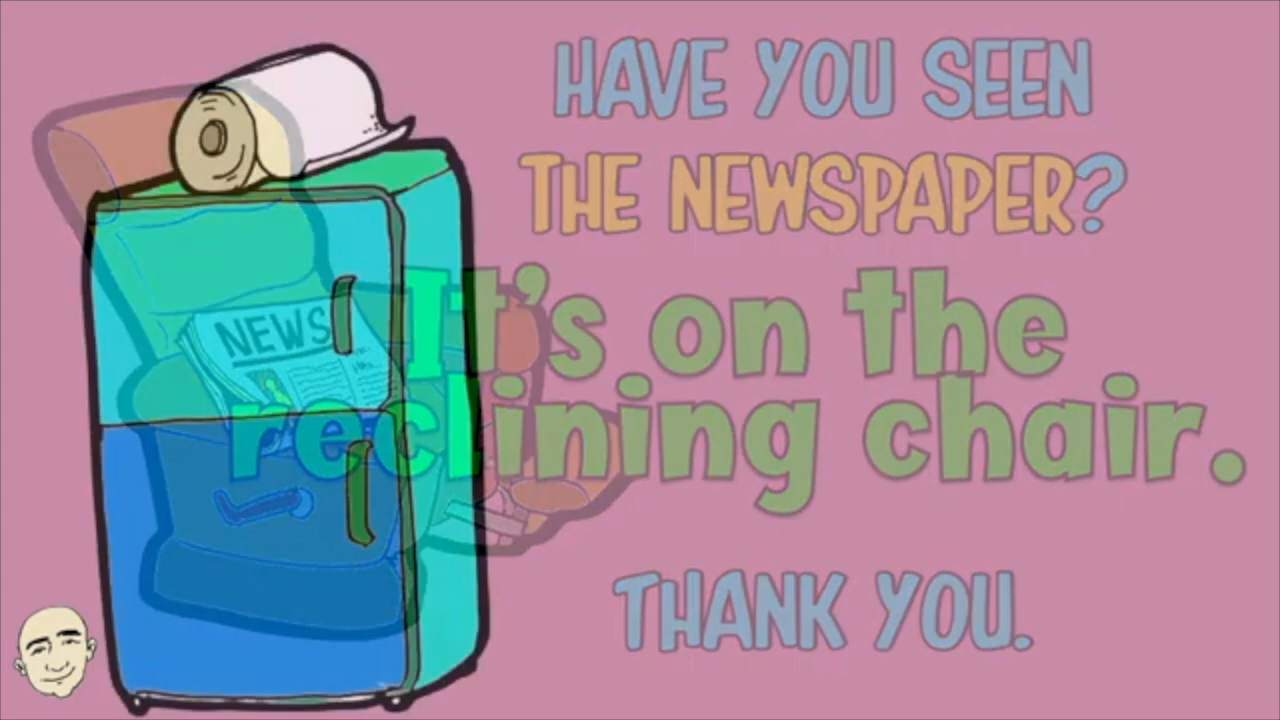 HAVE YOU SEEN
THE NEWSPAPER?
It's on the
reclining chair.
THANK YOU.
NEWS